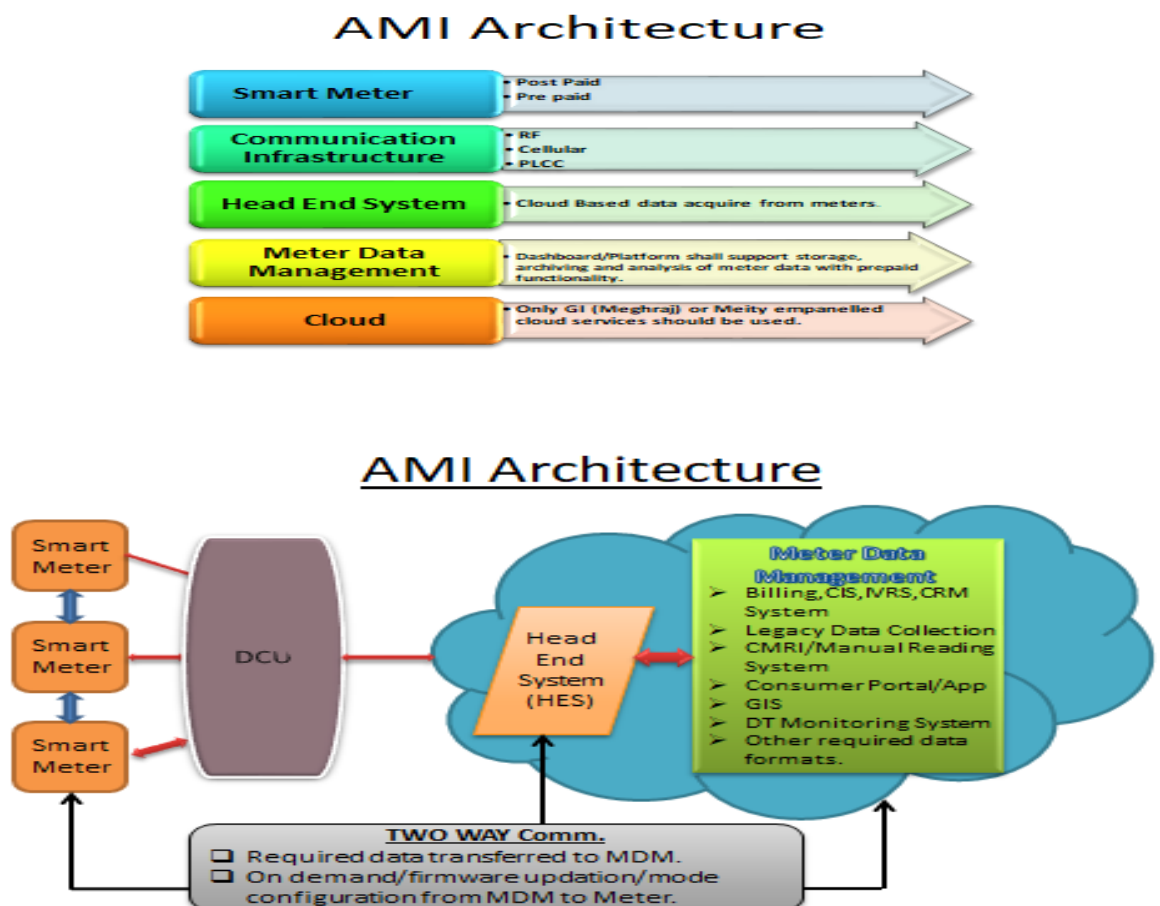 AMI Architecture
Smart Meter
• Post Paid
• Pre paid
Communication
Infrastructure
• RF
• Cellular
• PLCC
Head End System
• Cloud Based data acquire from meters.
Meter Data
Management
• Dashboard/Platform shall support storage,
archiving and analysis of meter data with prepaid
functionality.
Cloud
• Only GI (Meghraj) or Meity empanelled
cloud services should be used.
AMI Architecture
Smart
Meter
Smart
Meter
Smart
Meter
DCU
Head
End
System
(HES)
Meter Data
Management
➢ Billing,CIS,IVRS,CRM
System
➢ Legacy Data Collection
➢ CMRI/Manual Reading
System
➢ Consumer Portal/App
➢ GIS
➢ DT Monitoring System
➢ Other required data
formats.
TWO WAY Comm.
❑ Required data transferred to MDM.
❑ On demand/firmware updation/mode
configuration from MDM to Meter.